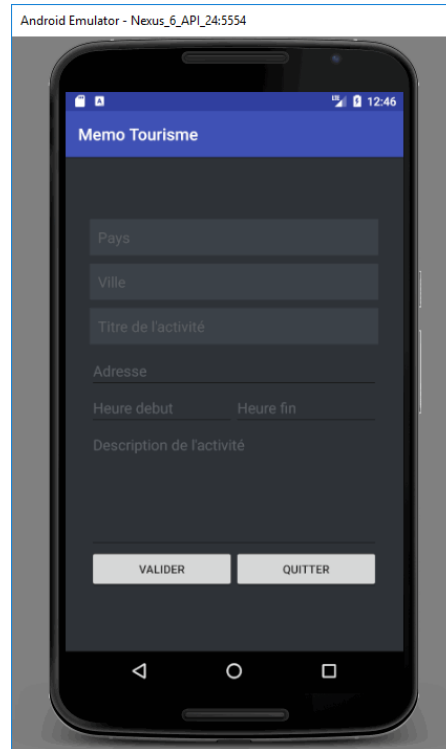 Android Emulator - Nexus_6_API_24:5554
A LTE 12:46
Memo Tourisme
Pays
Ville
Titre de l'activité
Adresse
Heure debut Heure fin
Description de l'activité
VALIDER QUITTER